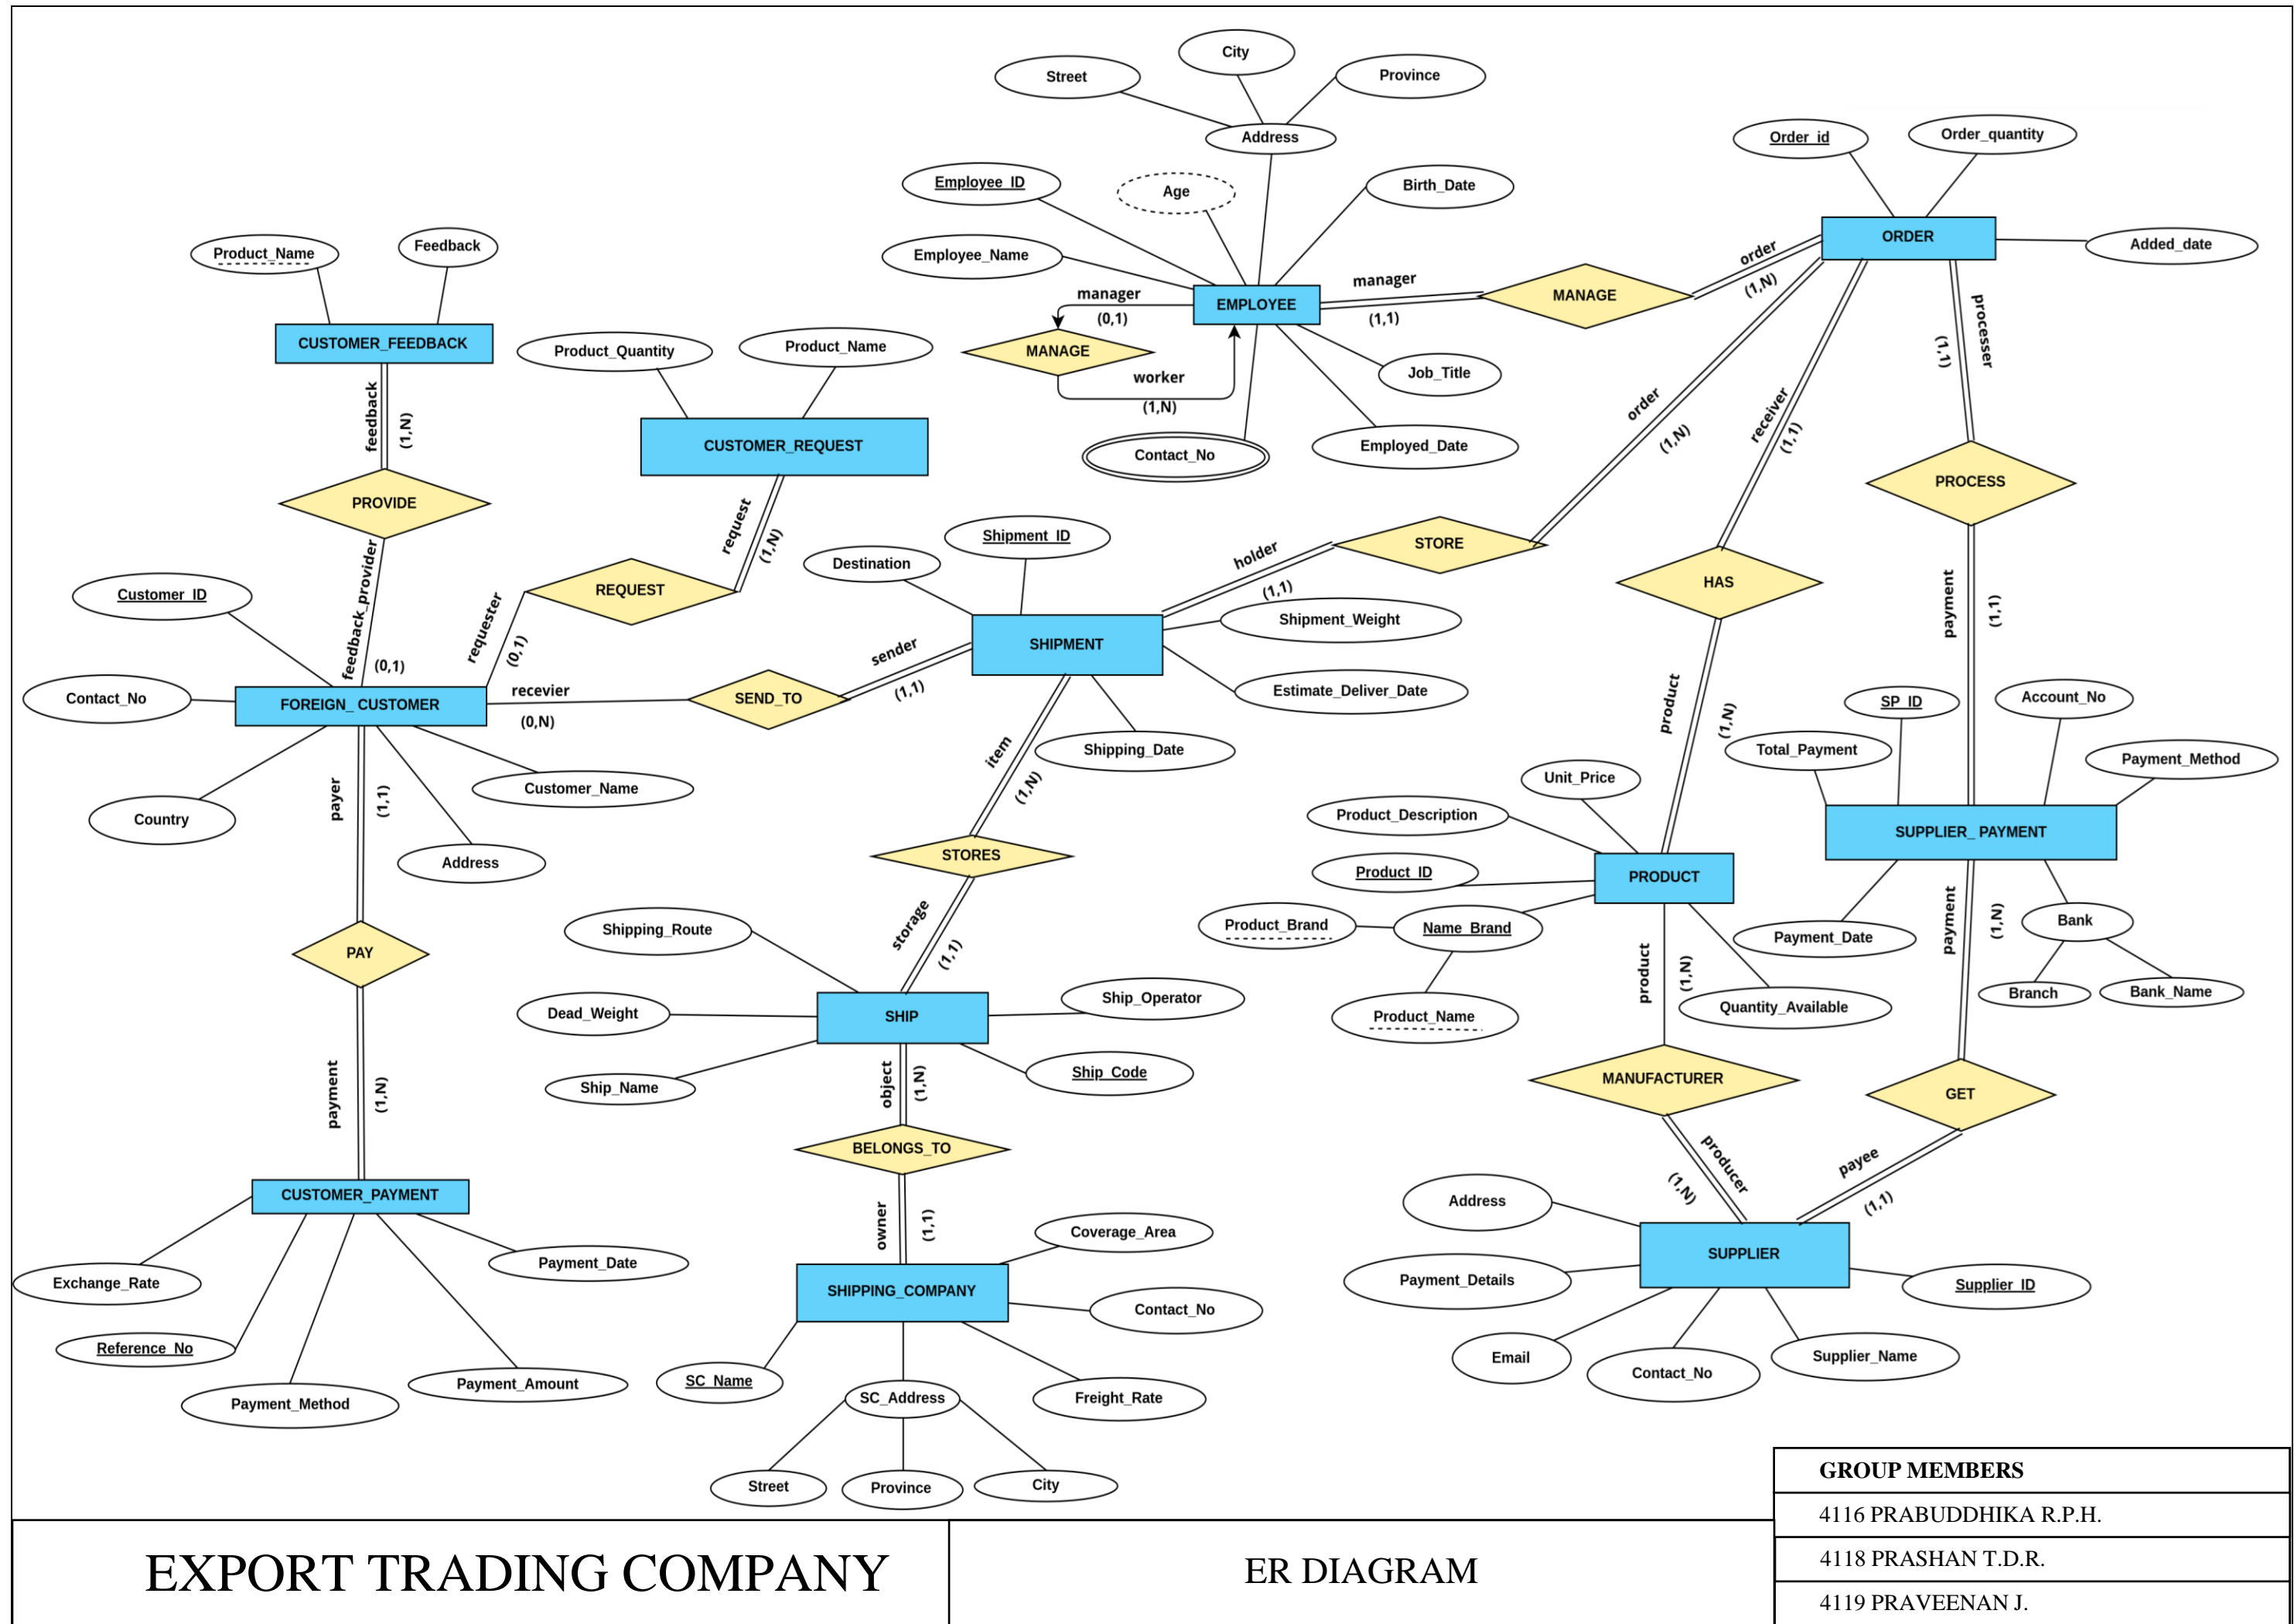 City
Street
Province
Address
Order_id
Order_quantity
Employee_ID
Age
Birth_Date
Employee_Name
ORDER
Added_date
Product_Name
Feedback
manager
(0,1)
EMPLOYEE
manager
(1,1)
MANAGE
order
(1,N)
processer
(1,1)
CUSTOMER_FEEDBACK
Product_Quantity
Product_Name
MANAGE
worker
(1,N)
Job_Title
feedback
(1,N)
CUSTOMER_REQUEST
Contact_No
Employed_Date
order
(1,N)
receiver
(1,1)
PROVIDE
request
(1,N)
PROCESS
Shipment_ID
Destination
holder
(1,1)
STORE
HAS
Customer_ID
feedback_provider
(0,1)
requester
(0,1)
REQUEST
payment
(1,1)
SHIPMENT
Shipment_Weight
sender
(1,1)
Contact_No
FOREIGN_ CUSTOMER
recevier
(0,N)
SEND_TO
Estimate_Deliver_Date
product
(1,N)
SP_ID
Account_No
Shipping_Date
Total_Payment
Payment_Method
item
(1,N)
payer
(1,1)
Customer_Name
Unit_Price
Country
Product_Description
SUPPLIER_ PAYMENT
Address
STORES
Product_ID
PRODUCT
Shipping_Route
storage
(1,1)
Product_Brand
Name_Brand
Payment_Date
payment
(1,N)
Bank
PAY
product
(1,N)
Branch
Bank_Name
Dead_Weight
SHIP
Ship_Operator
Product_Name
Quantity_Available
Ship_Name
object
(1,N)
Ship_Code
MANUFACTURER
GET
payment
(1,N)
BELONGS_TO
producer
(1,N)
payee
(1,1)
CUSTOMER_PAYMENT
owner
(1,1)
Address
Coverage_Area
SUPPLIER
Exchange_Rate
Payment_Date
SHIPPING_COMPANY
Contact_No
Payment_Details
Supplier_ID
Reference_No
Payment_Method
Payment_Amount
SC_Name
SC_Address
Freight_Rate
Email
Contact_No
Supplier_Name
Street
Province
City
GROUP MEMBERS
4116 PRABUDDHIKA R.P.H.
4118 PRASHAN T.D.R.
4119 PRAVEENAN J.
EXPORT TRADING COMPANY
ER DIAGRAM